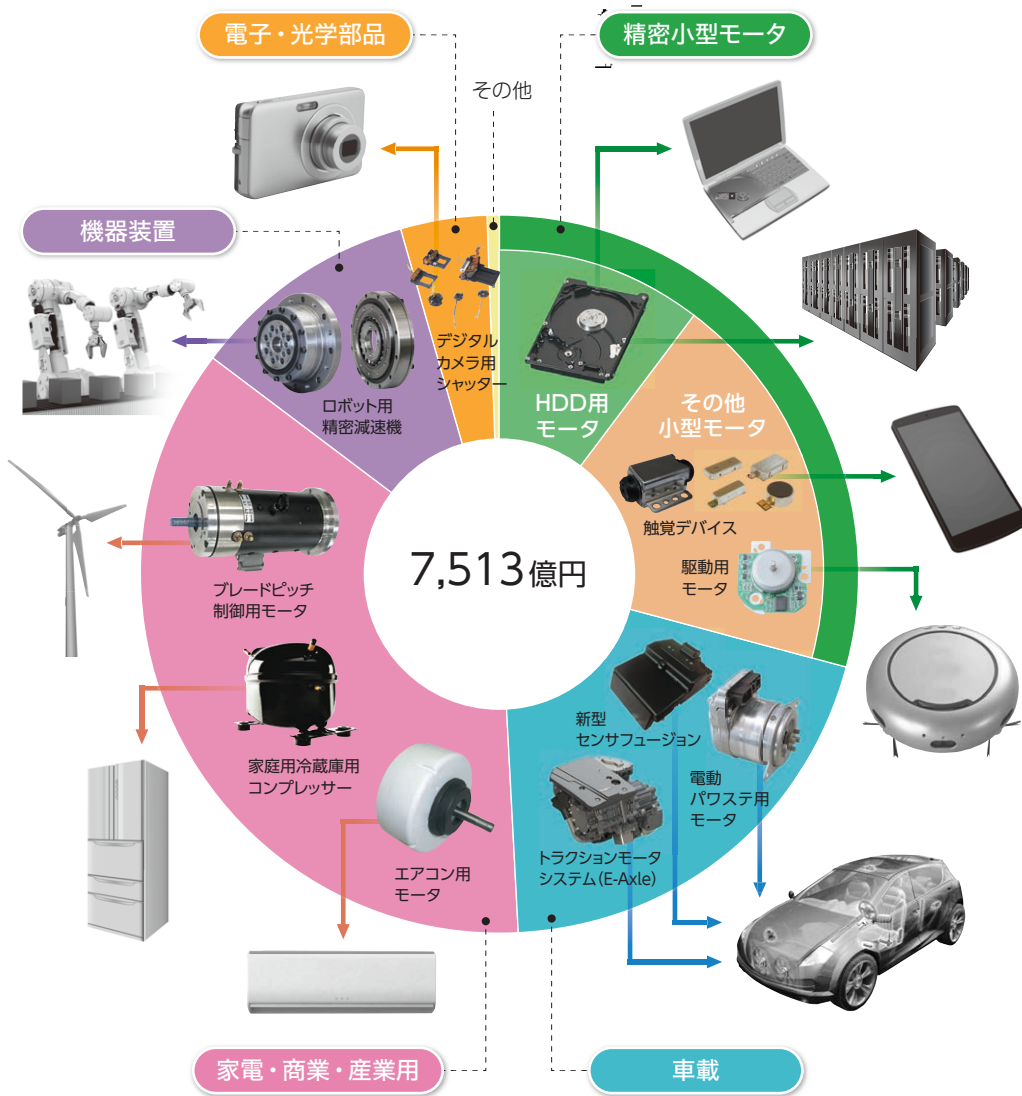 電子・光学部品
精密小型モータ
その他
機器装置
デジタル
カメラ用
シャッター
HDD用
モータ
その他
小型モータ
ロボット用
精密減速機
触覚デバイス
7,513億円
駆動用
モータ
ブレードピッチ
制御用モータ
新型
センサフュージョン
家庭用冷蔵庫用
コンプレッサー
電動
パワステ用
モータ
トラクションモータ
システム(E-Axle)
エアコン用
モータ
家電・商業・産業用
車載